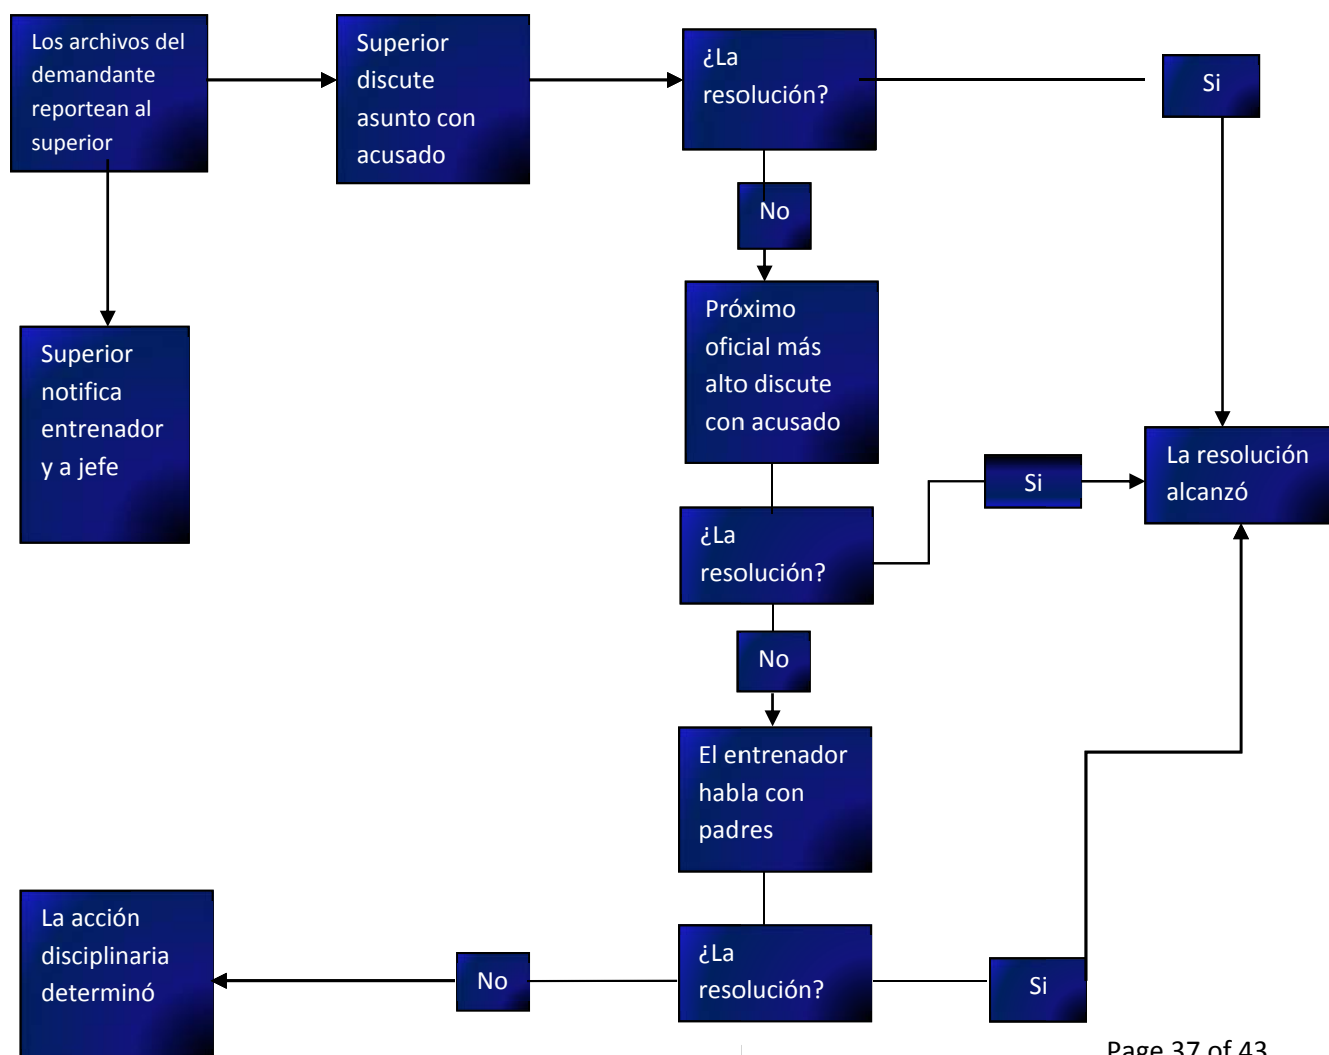 Los archivos del
demandante
reportean al
superior
Superior
discute
asunto con
acusado
¿La
resolución?
Si
No
Superior
notifica
entrenador
y a jefe
Próximo
oficial más
alto discute
con acusado
La resolución
alcanzó
Si
¿La
resolución?
No
El entrenador
habla con
padres
La acción
disciplinaria
determinó
No
¿La
resolución?
Si
Page 37 of 43